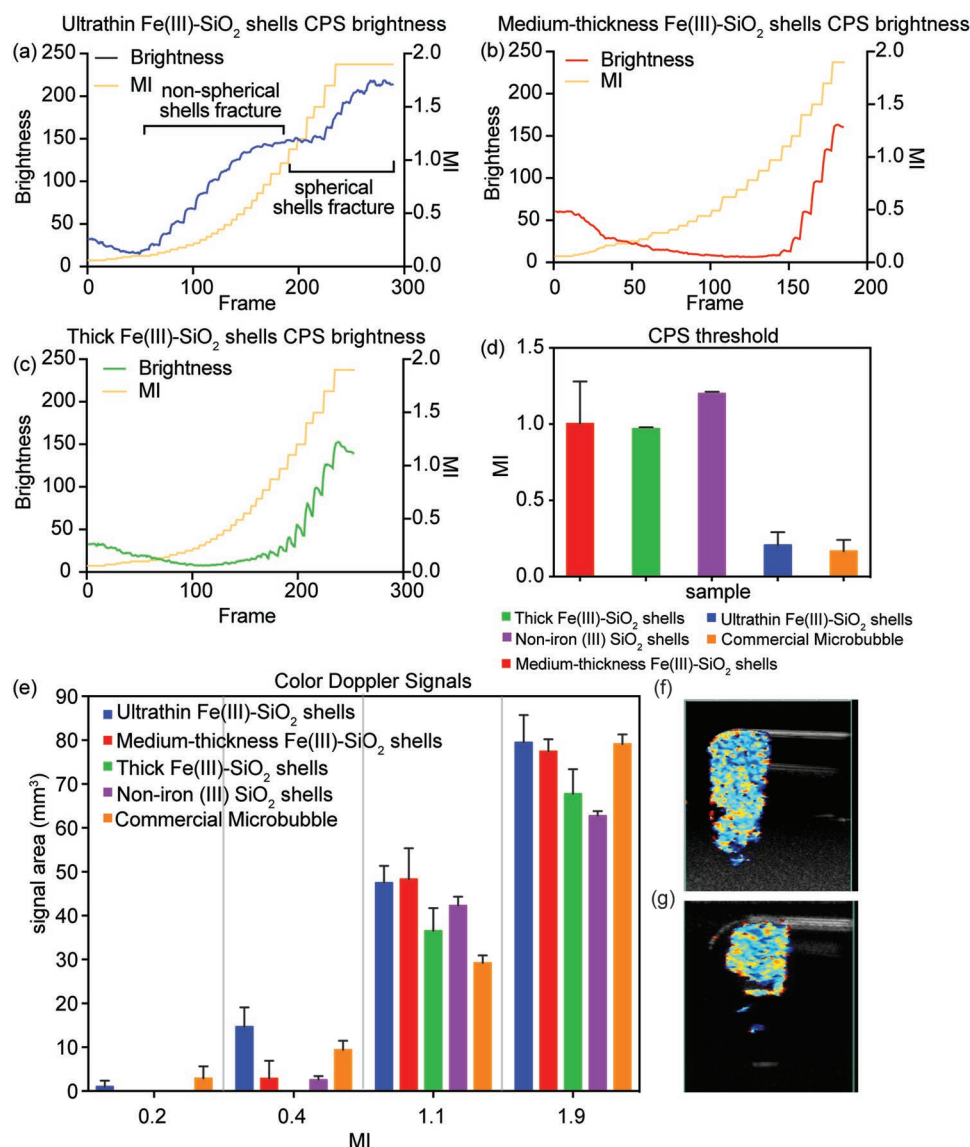 Ultrathin Fe(III)-SiO₂ shells CPS brightness
(a)
Brightness
MI
non-spherical
shells fracture
spherical
shells fracture
250
200
150
100
50
0
Brightness
2.0
1.5
1.0
0.5
0.0
MI
0 100 200 300
Frame
Medium-thickness Fe(III)-SiO₂ shells CPS brightness
(b)
Brightness
MI
250
200
150
100
50
0
Brightness
2.0
1.5
1.0
0.5
0.0
MI
0 50 100 150 200
Frame
Thick Fe(III)-SiO₂ shells CPS brightness
(c)
Brightness
MI
250
200
150
100
50
0
Brightness
2.0
1.5
1.0
0.5
0.0
MI
0 100 200 300
Frame
(d)
CPS threshold
1.5
1.0
0.5
0.0
MI
sample
Thick Fe(III)-SiO₂ shells
Ultrathin Fe(III)-SiO₂ shells
Non-iron (III) SiO₂ shells
Commercial Microbubble
Medium-thickness Fe(III)-SiO₂ shells
(e)
Color Doppler Signals
Ultrathin Fe(III)-SiO₂ shells
Medium-thickness Fe(III)-SiO₂ shells
Thick Fe(III)-SiO₂ shells
Non-iron (III) SiO₂ shells
Commercial Microbubble
90
80
70
60
50
40
30
20
10
0
signal area (mm³)
0.2 0.4 1.1 1.9
MI
(f)
(g)